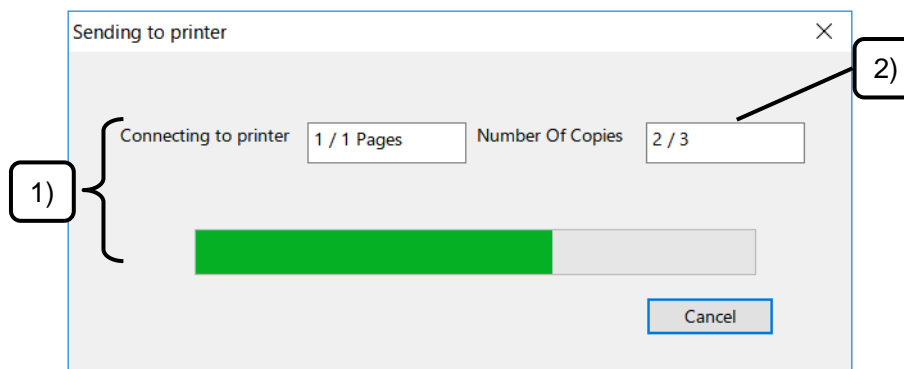 Sending to printer
2)
Connecting to printer 1 / 1 Pages Number Of Copies 2 / 3
1)
Cancel